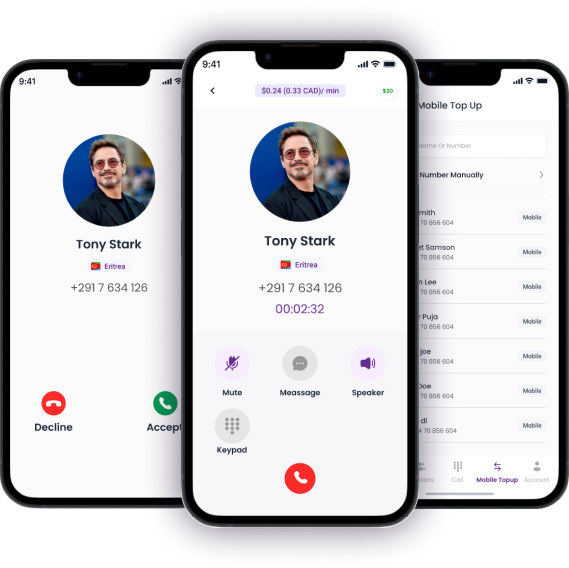 9:41
Tony Stark
Eritrea
+291 7 634 126
Decline
Accept
9:41
$0.24 (0.33 CAD)/ min
$20
Tony Stark
Eritrea
+291 7 634 126
00:02:32
Mute
Meassage
Speaker
Keypad
Mobile Top Up
Name Or Number
Number Manually
mith
70 856 604
Mobile
et Samson
70 856 604
Mobile
n Lee
70 856 604
Mobile
Puja
70 856 604
Mobile
joe
70 856 604
Mobile
Doe
70 856 604
Mobile
di
70 856 604
Mobile
tacts
Call
Mobile Topup
Account